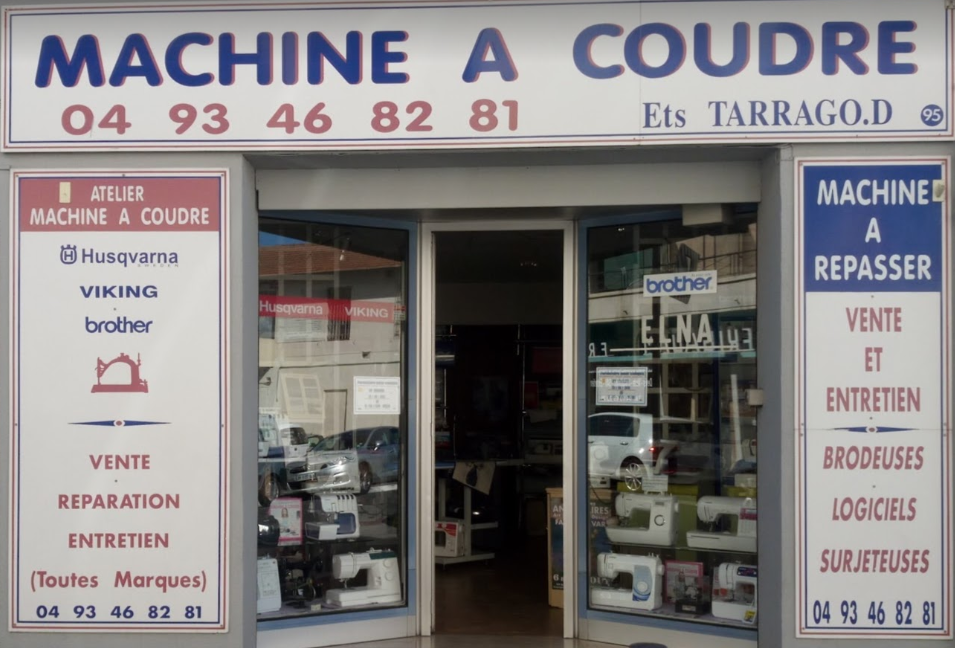 MACHINE A COUDRE
04 93 46 82 81 Ets TARRAGO.D 95
ATELIER
MACHINE A COUDRE
Husqvarna
SWEDEN
VIKING
brother
VENTE
REPARATION
ENTRETIEN
(Toutes Marques)
04 93 46 82 81
Husqvarna VIKING
brother
ELNA
MACHINE
A
REPASSER
VENTE
ET
ENTRETIEN
BRODEUSES
LOGICIELS
SURJETEUSES
04 93 46 82 81